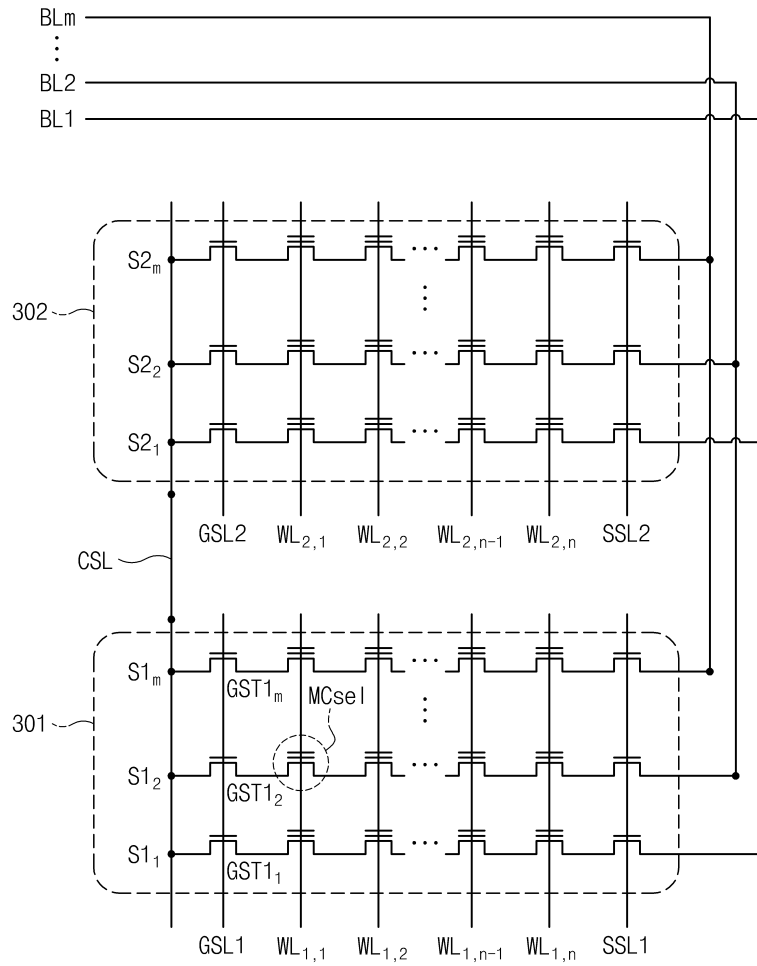 BLm
⋮
BL2
BL1
S2ₘ
302
S2₂
S2₁
GSL2 WL₂,₁ WL₂,₂ WL₂,ₙ₋₁ WL₂,ₙ SSL2
CSL
S1ₘ
GST1ₘ MCsel
301
S1₂
GST1₂
S1₁
GST1₁
GSL1 WL₁,₁ WL₁,₂ WL₁,ₙ₋₁ WL₁,ₙ SSL1